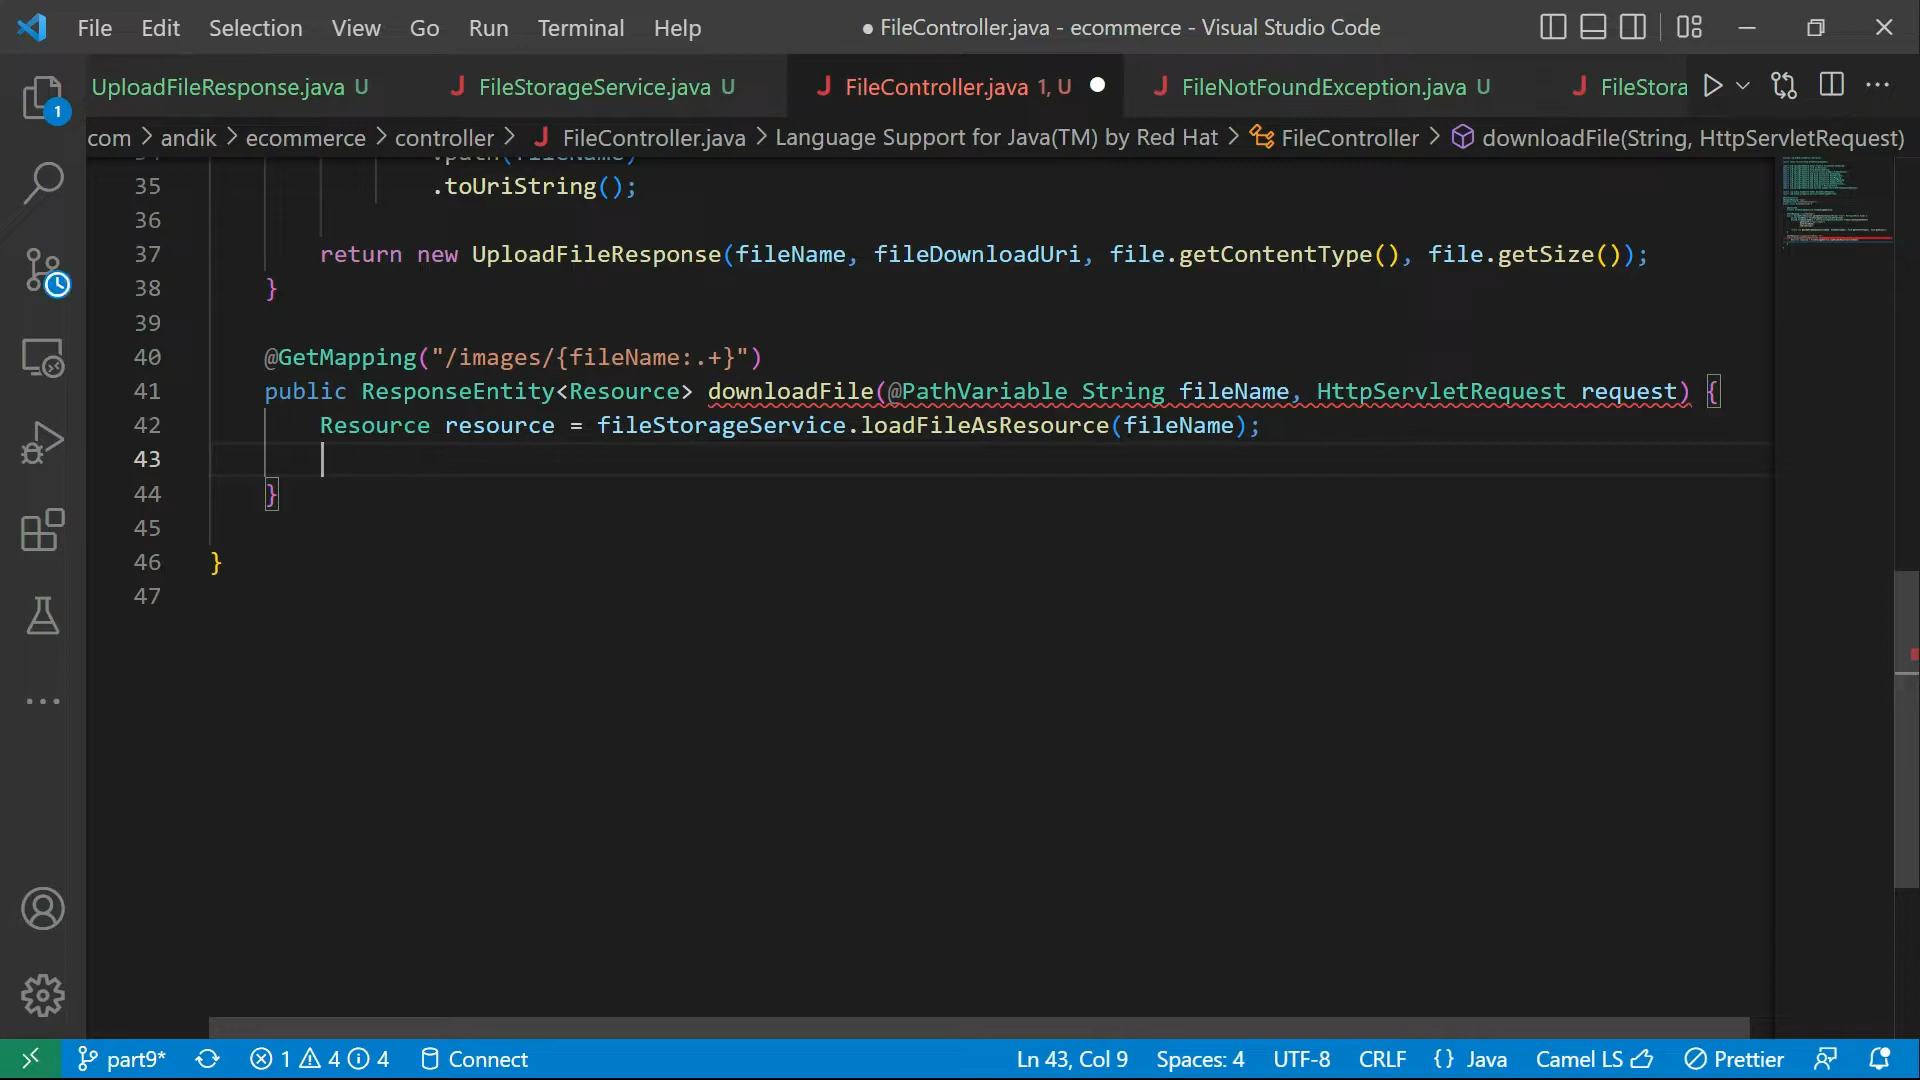 File Edit Selection View Go Run Terminal Help ● FileController.java - ecommerce - Visual Studio Code
UploadFileResponse.java U FileStorageService.java U FileController.java 1, U FileNotFoundException.java U FileStora
com > andik > ecommerce > controller > FileController.java > Language Support for Java(TM) by Red Hat > FileController > downloadFile(String, HttpServletRequest)
.path(fileName)
35 .toUriString();
36
37 return new UploadFileResponse(fileName, fileDownloadUri, file.getContentType(), file.getSize());
38 }
39
40 @GetMapping("/images/{fileName:.+}")
41 public ResponseEntity<Resource> downloadFile(@PathVariable String fileName, HttpServletRequest request) {
42 Resource resource = fileStorageService.loadFileAsResource(fileName);
43
44 }
45
46 }
47
1
part9* 1 4 4 Connect Ln 43, Col 9 Spaces: 4 UTF-8 CRLF {} Java Camel LS Prettier